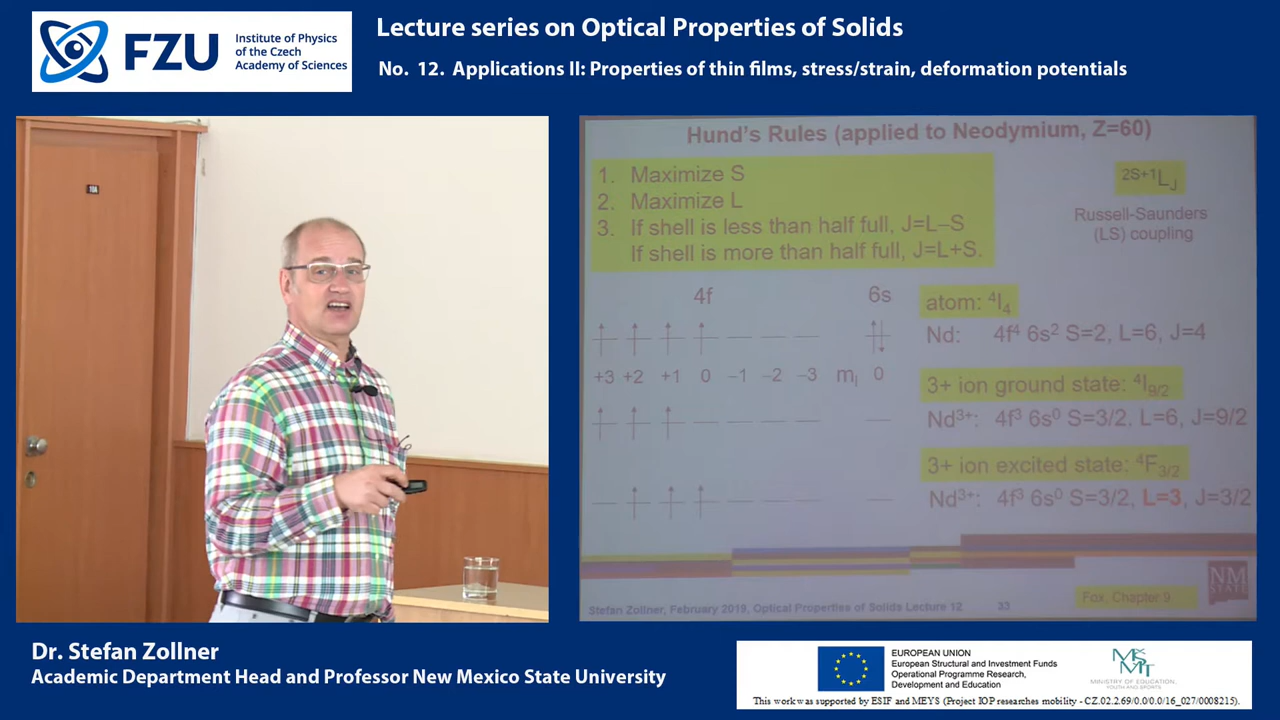 FZU
Institute of Physics
of the Czech
Academy of Sciences
Lecture series on Optical Properties of Solids
No. 12. Applications II: Properties of thin films, stress/strain, deformation potentials
Hund's Rules (applied to Neodymium, Z=60)
1. Maximize S
2. Maximize L
3. If shell is less than half full, J=L–S
If shell is more than half full, J=L+S.
²ˢ⁺¹L_J
Russell-Saunders
(LS) coupling
4f 6s
+3 +2 +1 0 –1 –2 –3 mₗ 0
atom: ⁴I₄
Nd: 4f⁴ 6s² S=2, L=6, J=4
3+ ion ground state: ⁴I₉/₂
Nd³⁺: 4f³ 6s⁰ S=3/2, L=6, J=9/2
3+ ion excited state: ⁴F₃/₂
Nd³⁺: 4f³ 6s⁰ S=3/2, L=3, J=3/2
Fox, Chapter 9
NM
STATE
Stefan Zollner, February 2019, Optical Properties of Solids Lecture 12 33
Dr. Stefan Zollner
Academic Department Head and Professor New Mexico State University
EUROPEAN UNION
European Structural and Investment Funds
Operational Programme Research,
Development and Education
MINISTRY OF EDUCATION,
YOUTH AND SPORTS
This work was supported by ESIF and MEYS (Project IOP researches mobility - CZ.02.2.69/0.0/0.0/16_027/0008215).